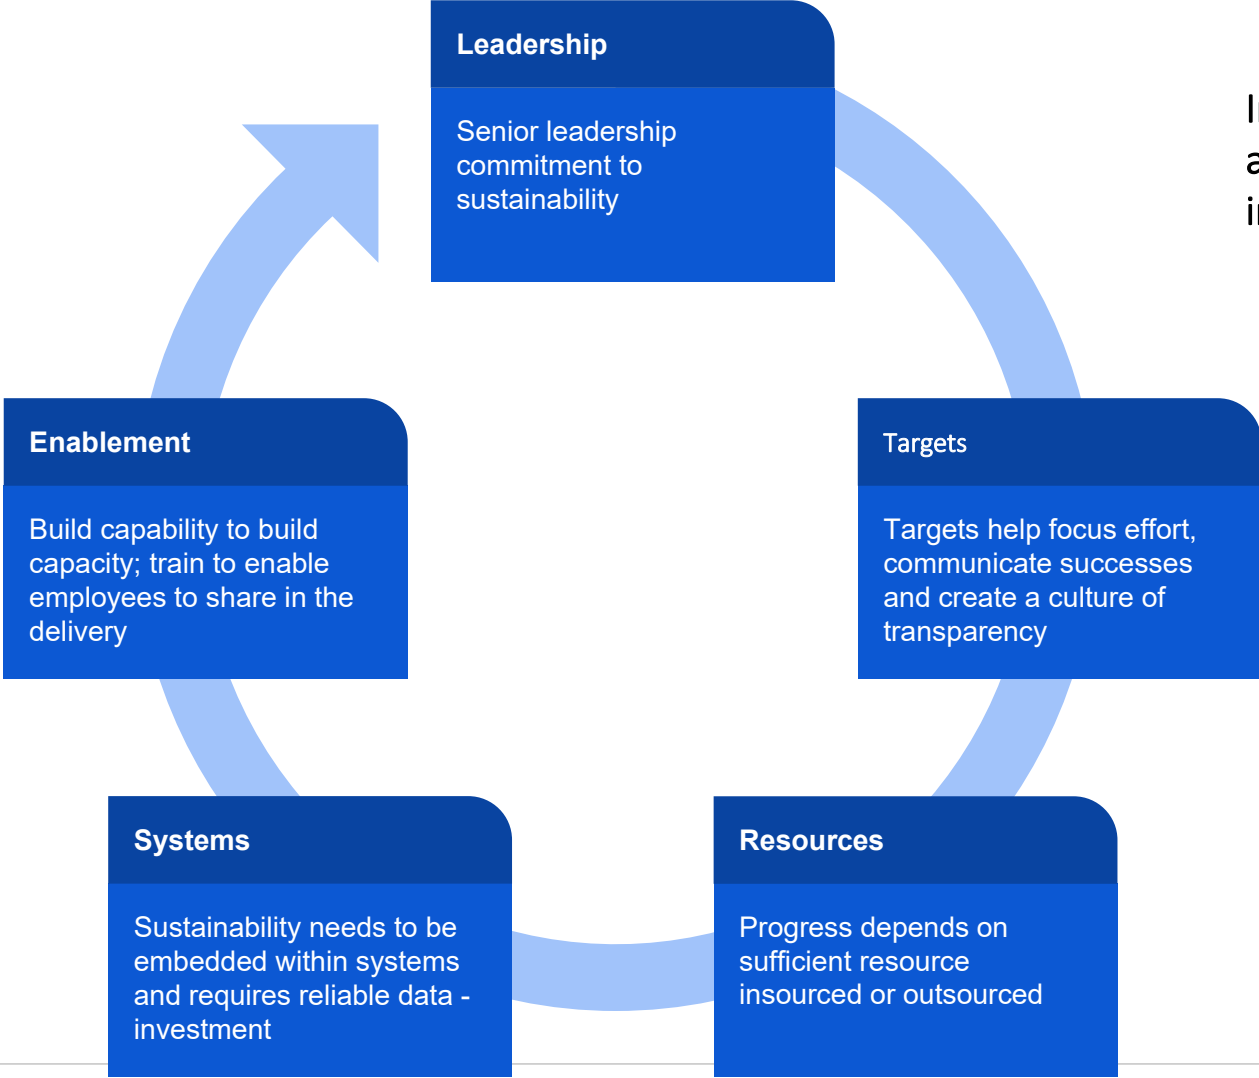 Leadership
Senior leadership
commitment to
sustainability
Targets
Targets help focus effort,
communicate successes
and create a culture of
transparency
Resources
Progress depends on
sufficient resource
insourced or outsourced
Systems
Sustainability needs to be
embedded within systems
and requires reliable data -
investment
Enablement
Build capability to build
capacity; train to enable
employees to share in the
delivery